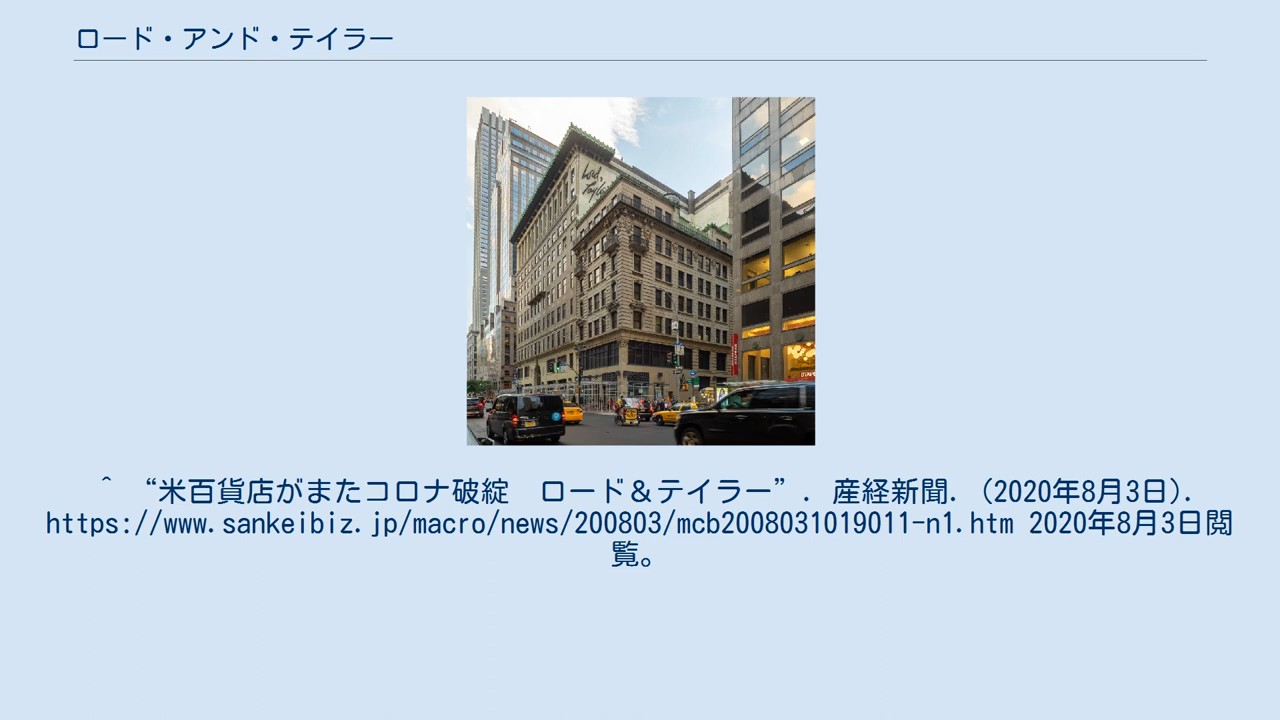 ロード・アンド・テイラー
Lord & Taylor
^ “米百貨店がまたコロナ破綻　ロード＆テイラー”. 産経新聞. (2020年8月3日).
https://www.sankeibiz.jp/macro/news/200803/mcb2008031019011-n1.htm 2020年8月3日閲
覧。